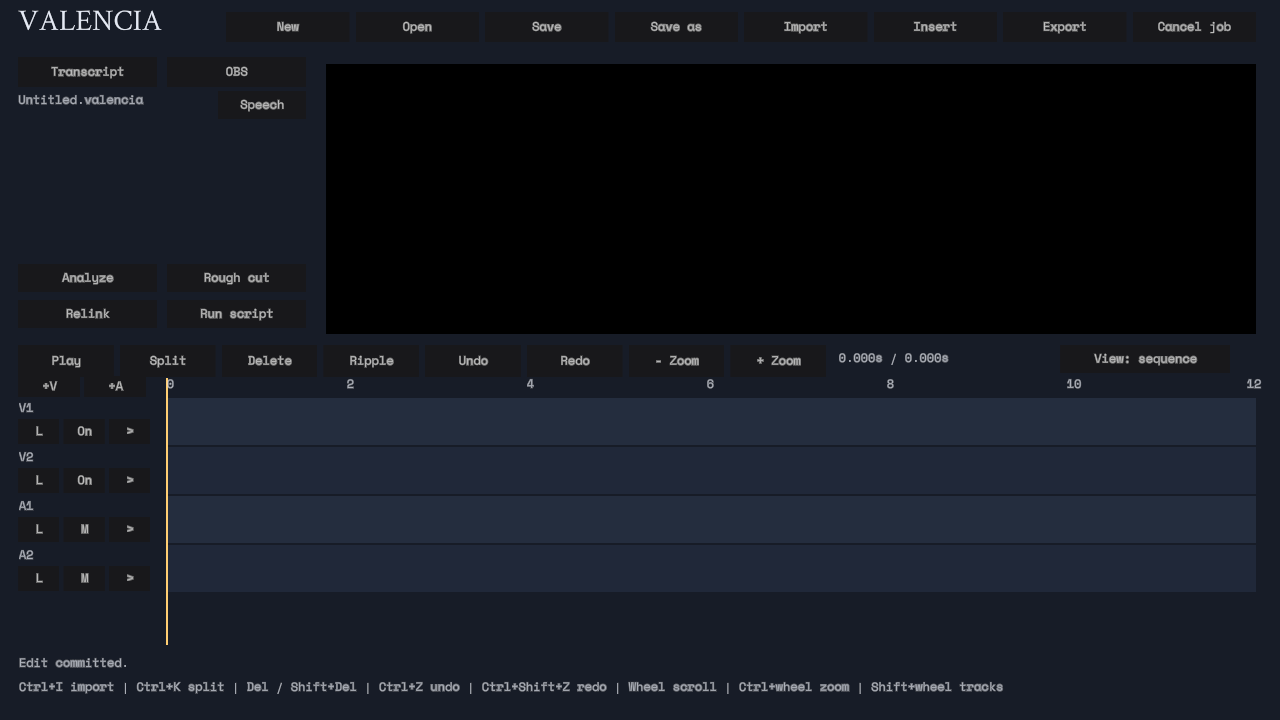 VALENCIA
New Open Save Save as Import Insert Export Cancel job
Transcript OBS
Untitled.valencia Speech
Analyze Rough cut
Relink Run script
Play Split Delete Ripple Undo Redo - Zoom + Zoom 0.000s / 0.000s View: sequence
+V +A 0 2 4 6 8 10 12
V1
L On >
V2
L On >
A1
L M >
A2
L M >
Edit committed.
Ctrl+I import | Ctrl+K split | Del / Shift+Del | Ctrl+Z undo | Ctrl+Shift+Z redo | Wheel scroll | Ctrl+wheel zoom | Shift+wheel tracks